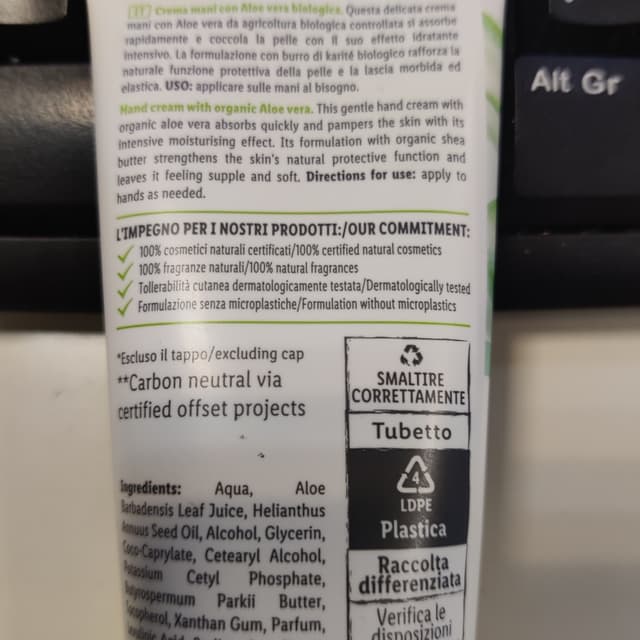 IT Crema mani con Aloe vera biologica. Questa delicata crema
mani con Aloe vera da agricoltura biologica controllata si assorbe
rapidamente e coccola la pelle con il suo effetto idratante
intensivo. La formulazione con burro di karité biologico rafforza la
naturale funzione protettiva della pelle e la lascia morbida ed
elastica. USO: applicare sulle mani al bisogno.
Hand cream with organic Aloe vera. This gentle hand cream with
organic aloe vera absorbs quickly and pampers the skin with its
intensive moisturising effect. Its formulation with organic shea
butter strengthens the skin's natural protective function and
leaves it feeling supple and soft. Directions for use: apply to
hands as needed.
L'IMPEGNO PER I NOSTRI PRODOTTI:/OUR COMMITMENT:
100% cosmetici naturali certificati/100% certified natural cosmetics
100% fragranze naturali/100% natural fragrances
Tollerabilità cutanea dermatologicamente testata/Dermatologically tested
Formulazione senza microplastiche/Formulation without microplastics
*Escluso il tappo/excluding cap
**Carbon neutral via
certified offset projects
Ingredients: Aqua, Aloe
Barbadensis Leaf Juice, Helianthus
Annuus Seed Oil, Alcohol, Glycerin,
Coco-Caprylate, Cetearyl Alcohol,
Potassium Cetyl Phosphate,
Butyrospermum Parkii Butter,
Tocopherol, Xanthan Gum, Parfum,
SMALTIRE
CORRETTAMENTE
Tubetto
4
LDPE
Plastica
Raccolta
differenziata
Verifica le
disposizioni
Alt Gr